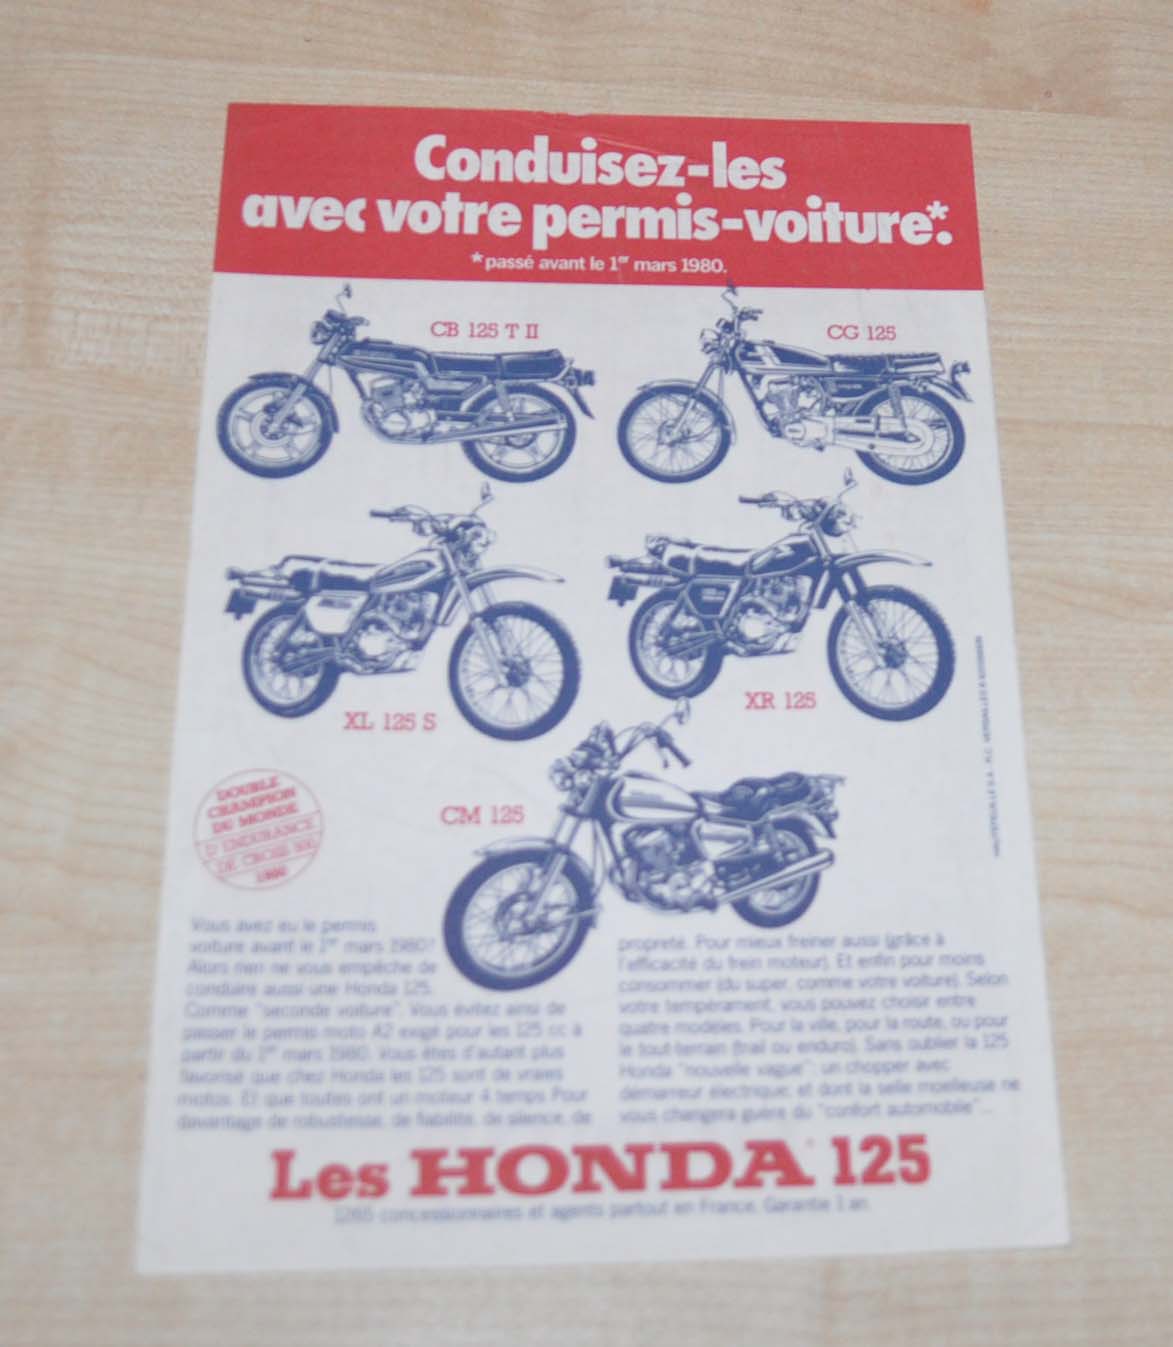 Conduisez-les
avec votre permis-voiture*.
*passé avant le 1er mars 1980.
CB 125 T II
CG 125
XL 125 S
XR 125
CM 125
DOUBLE
CHAMPION
DU MONDE
D'ENDURANCE
DE CROSS 500
1980
Vous avez eu le permis
voiture avant le 1er mars 1980?
Alors rien ne vous empêche de
conduire aussi une Honda 125.
Comme "seconde voiture". Vous évitez ainsi de
passer le permis moto A2 exigé pour les 125 cc à
partir du 1er mars 1980. Vous êtes d'autant plus
favorisé que chez Honda les 125 sont de vraies
motos. Et que toutes ont un moteur 4 temps. Pour
davantage de robustesse, de fiabilité, de silence, de
propreté. Pour mieux freiner aussi (grâce à
l'efficacité du frein moteur). Et enfin pour moins
consommer (du super, comme votre voiture). Selon
votre tempérament, vous pouvez choisir entre
quatre modèles. Pour la ville, pour la route, ou pour
le tout-terrain (trail ou enduro). Sans oublier la 125
Honda "nouvelle vague": un chopper avec
démarreur électrique, et dont la selle moelleuse ne
vous changera guère du "confort automobile"...
Les HONDA 125
1265 concessionnaires et agents partout en France. Garantie 1 an.
HAUTEFEUILLE S.A. R.C. VERSAILLES B